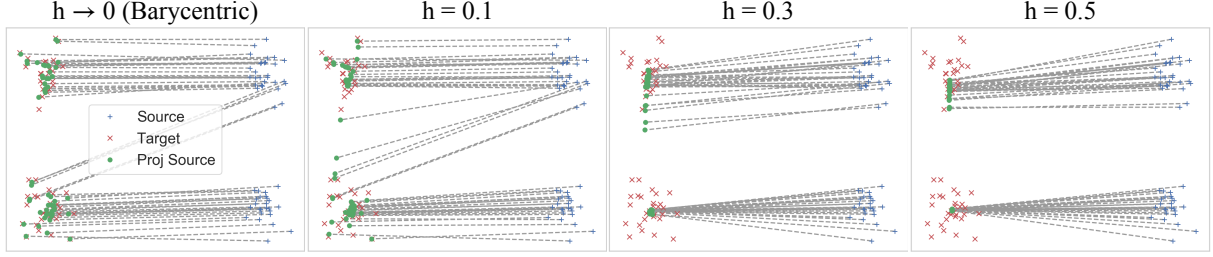 h → 0 (Barycentric)
h = 0.1
h = 0.3
h = 0.5
Source
Target
Proj Source